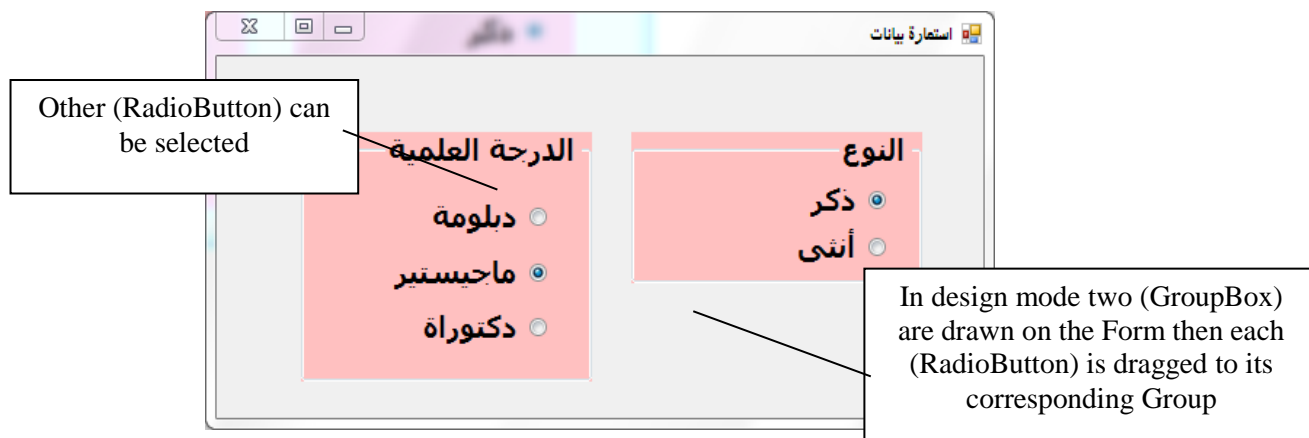 استمارة بيانات
ذكر
Other (RadioButton) can
be selected
النوع
ذكر
أنثى
الدرجة العلمية
دبلومة
ماجيستير
دكتوراة
In design mode two (GroupBox)
are drawn on the Form then each
(RadioButton) is dragged to its
corresponding Group